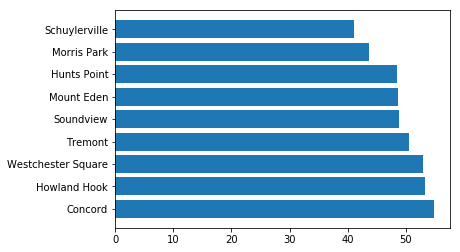 Schuylerville
Morris Park
Hunts Point
Mount Eden
Soundview
Tremont
Westchester Square
Howland Hook
Concord
0 10 20 30 40 50